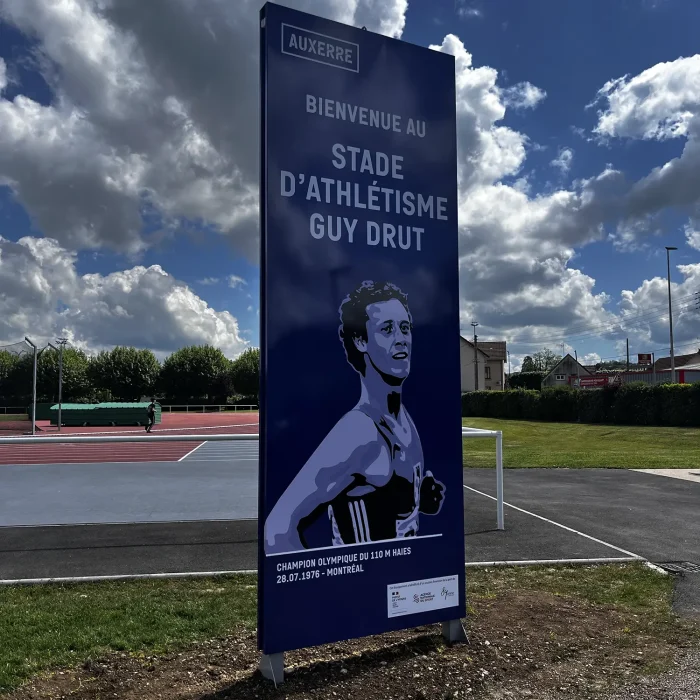 AUXERRE
BIENVENUE AU
STADE
D'ATHLÉTISME
GUY DRUT
CHAMPION OLYMPIQUE DU 110 M HAIES
28.07.1976 - MONTRÉAL